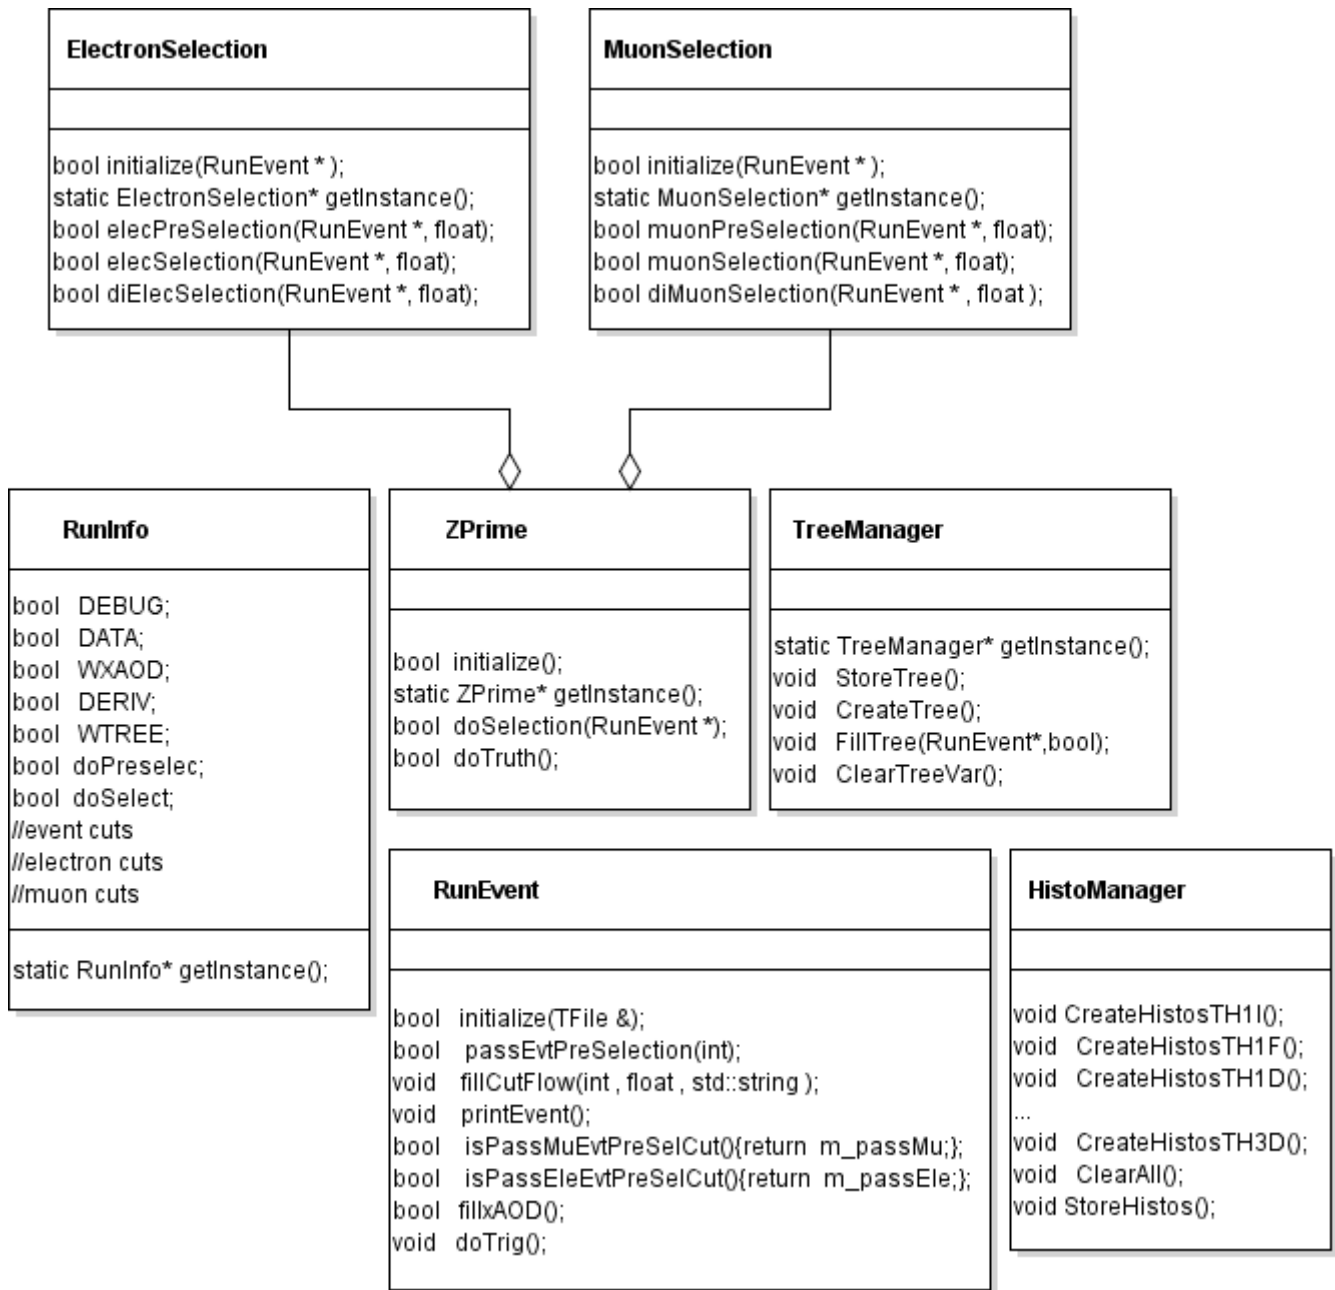 ElectronSelection
bool initialize(RunEvent * );
static ElectronSelection* getInstance();
bool elecPreSelection(RunEvent *, float);
bool elecSelection(RunEvent *, float);
bool diElecSelection(RunEvent *, float);
MuonSelection
bool initialize(RunEvent * );
static MuonSelection* getInstance();
bool muonPreSelection(RunEvent *, float);
bool muonSelection(RunEvent *, float);
bool diMuonSelection(RunEvent * , float );
RunInfo
bool DEBUG;
bool DATA;
bool WXAOD;
bool DERIV;
bool WTREE;
bool doPreselec;
bool doSelect;
//event cuts
//electron cuts
//muon cuts
static RunInfo* getInstance();
ZPrime
bool initialize();
static ZPrime* getInstance();
bool doSelection(RunEvent *);
bool doTruth();
TreeManager
static TreeManager* getInstance();
void StoreTree();
void CreateTree();
void FillTree(RunEvent*,bool);
void ClearTreeVar();
RunEvent
bool initialize(TFile &);
bool passEvtPreSelection(int);
void fillCutFlow(int , float , std::string );
void printEvent();
bool isPassMuEvtPreSelCut(){return m_passMu;};
bool isPassEleEvtPreSelCut(){return m_passEle;};
bool fillxAOD();
void doTrig();
HistoManager
void CreateHistosTH1I();
void CreateHistosTH1F();
void CreateHistosTH1D();
...
void CreateHistosTH3D();
void ClearAll();
void StoreHistos();